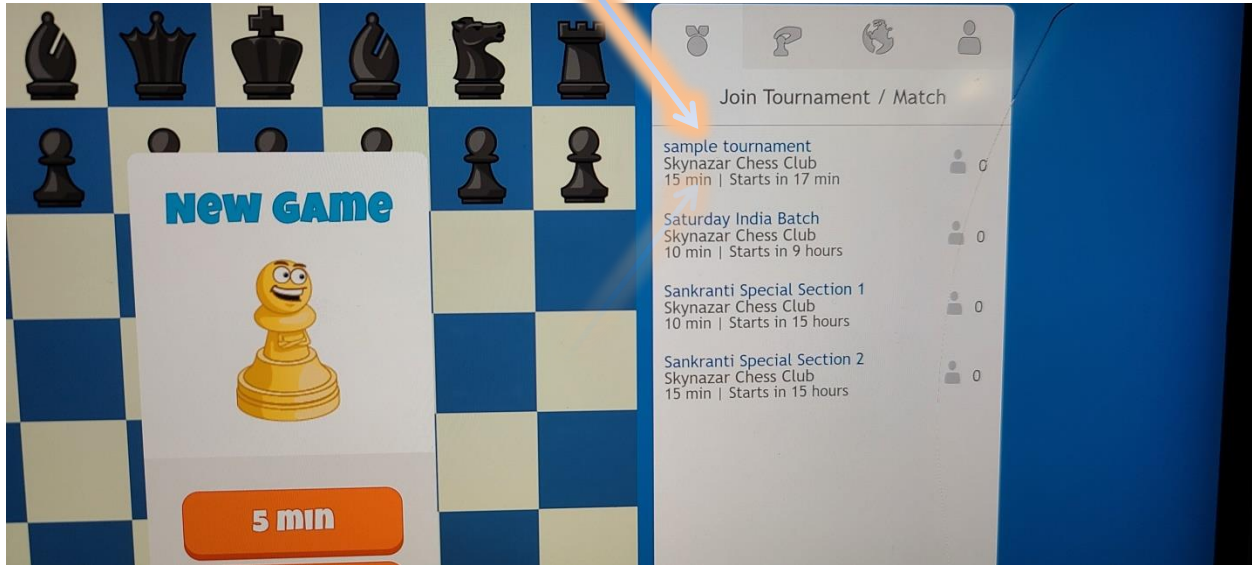 New Game
5 min
Join Tournament / Match
sample tournament
Skynazar Chess Club
15 min | Starts in 17 min
0
Saturday India Batch
Skynazar Chess Club
10 min | Starts in 9 hours
0
Sankranti Special Section 1
Skynazar Chess Club
10 min | Starts in 15 hours
0
Sankranti Special Section 2
Skynazar Chess Club
15 min | Starts in 15 hours
0